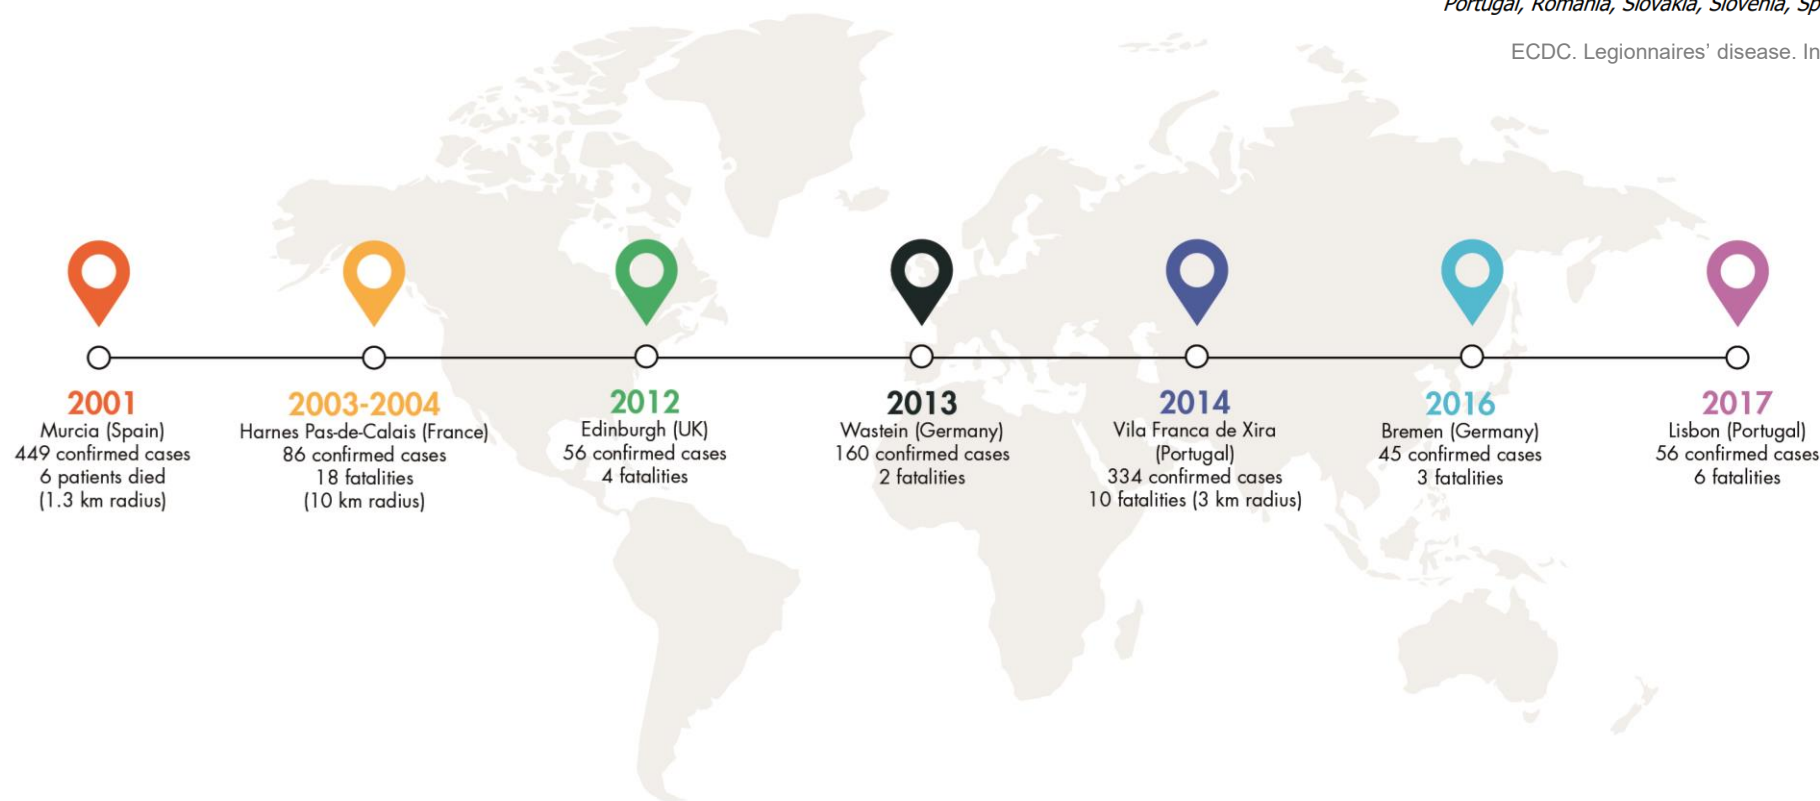 Portugal, Romania, Slovakia, Slovenia, Sp
ECDC. Legionnaires’ disease. In
2001
Murcia (Spain)
449 confirmed cases
6 patients died
(1.3 km radius)
2003-2004
Harnes Pas-de-Calais (France)
86 confirmed cases
18 fatalities
(10 km radius)
2012
Edinburgh (UK)
56 confirmed cases
4 fatalities
2013
Wastein (Germany)
160 confirmed cases
2 fatalities
2014
Vila Franca de Xira
(Portugal)
334 confirmed cases
10 fatalities (3 km radius)
2016
Bremen (Germany)
45 confirmed cases
3 fatalities
2017
Lisbon (Portugal)
56 confirmed cases
6 fatalities